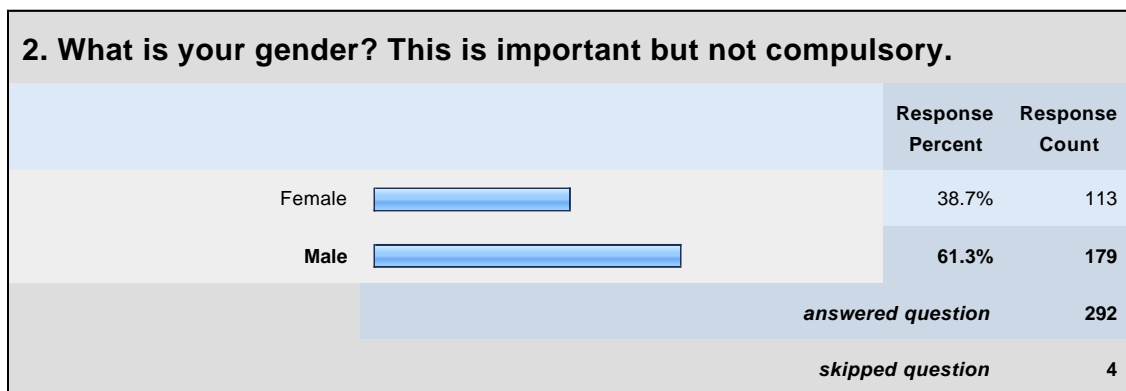 2. What is your gender? This is important but not compulsory.
Response Percent Response Count
Female 38.7% 113
Male 61.3% 179
answered question 292
skipped question 4